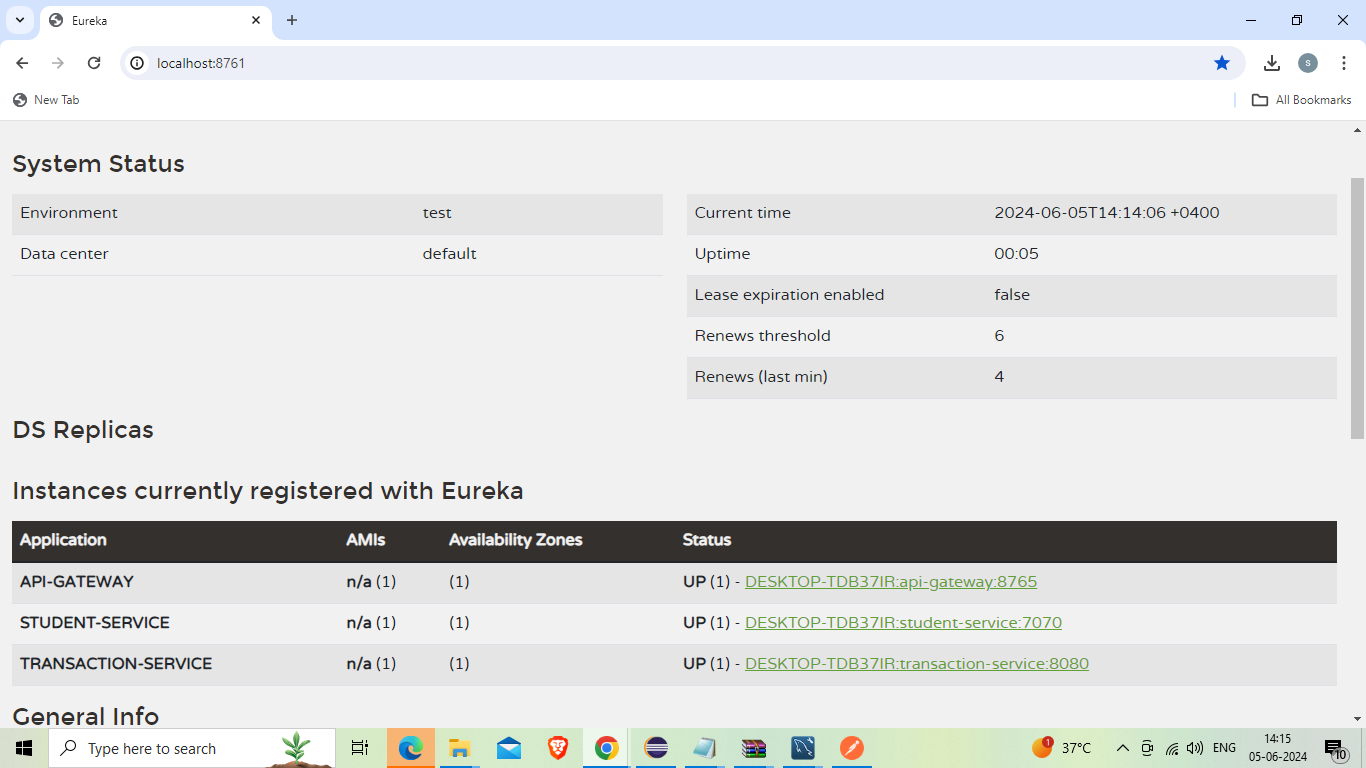 Eureka
localhost:8761
S
New Tab
All Bookmarks
System Status
Environment test
Data center default
Current time 2024-06-05T14:14:06 +0400
Uptime 00:05
Lease expiration enabled false
Renews threshold 6
Renews (last min) 4
DS Replicas
Instances currently registered with Eureka
Application AMIs Availability Zones Status
API-GATEWAY n/a (1) (1) UP (1) - DESKTOP-TDB37IR:api-gateway:8765
STUDENT-SERVICE n/a (1) (1) UP (1) - DESKTOP-TDB37IR:student-service:7070
TRANSACTION-SERVICE n/a (1) (1) UP (1) - DESKTOP-TDB37IR:transaction-service:8080
General Info
Type here to search
1
37°C
ENG
14:15
05-06-2024
10